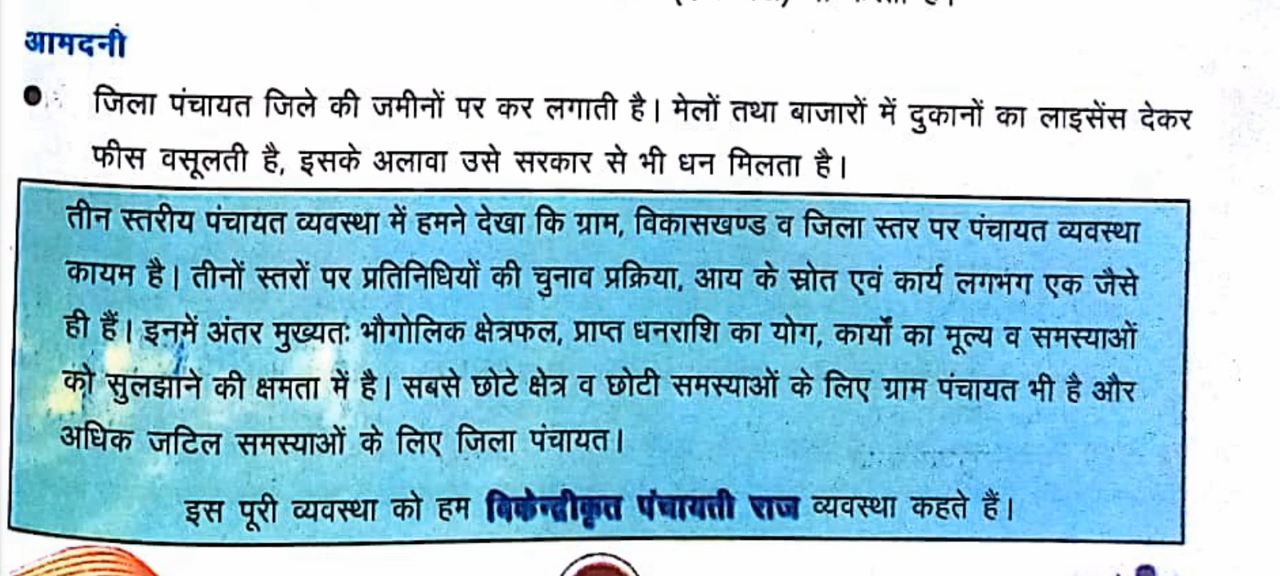 आमदनी
● जिला पंचायत जिले की जमीनों पर कर लगाती है। मेलों तथा बाजारों में दुकानों का लाइसेंस देकर
फीस वसूलती है, इसके अलावा उसे सरकार से भी धन मिलता है।
तीन स्तरीय पंचायत व्यवस्था में हमने देखा कि ग्राम, विकासखण्ड व जिला स्तर पर पंचायत व्यवस्था
कायम है। तीनों स्तरों पर प्रतिनिधियों की चुनाव प्रक्रिया, आय के स्रोत एवं कार्य लगभग एक जैसे
ही हैं। इनमें अंतर मुख्यतः भौगोलिक क्षेत्रफल, प्राप्त धनराशि का योग, कार्यों का मूल्य व समस्याओं
को सुलझाने की क्षमता में है। सबसे छोटे क्षेत्र व छोटी समस्याओं के लिए ग्राम पंचायत भी है और
अधिक जटिल समस्याओं के लिए जिला पंचायत।
इस पूरी व्यवस्था को हम विकेन्द्रीकृत पंचायती राज व्यवस्था कहते हैं।